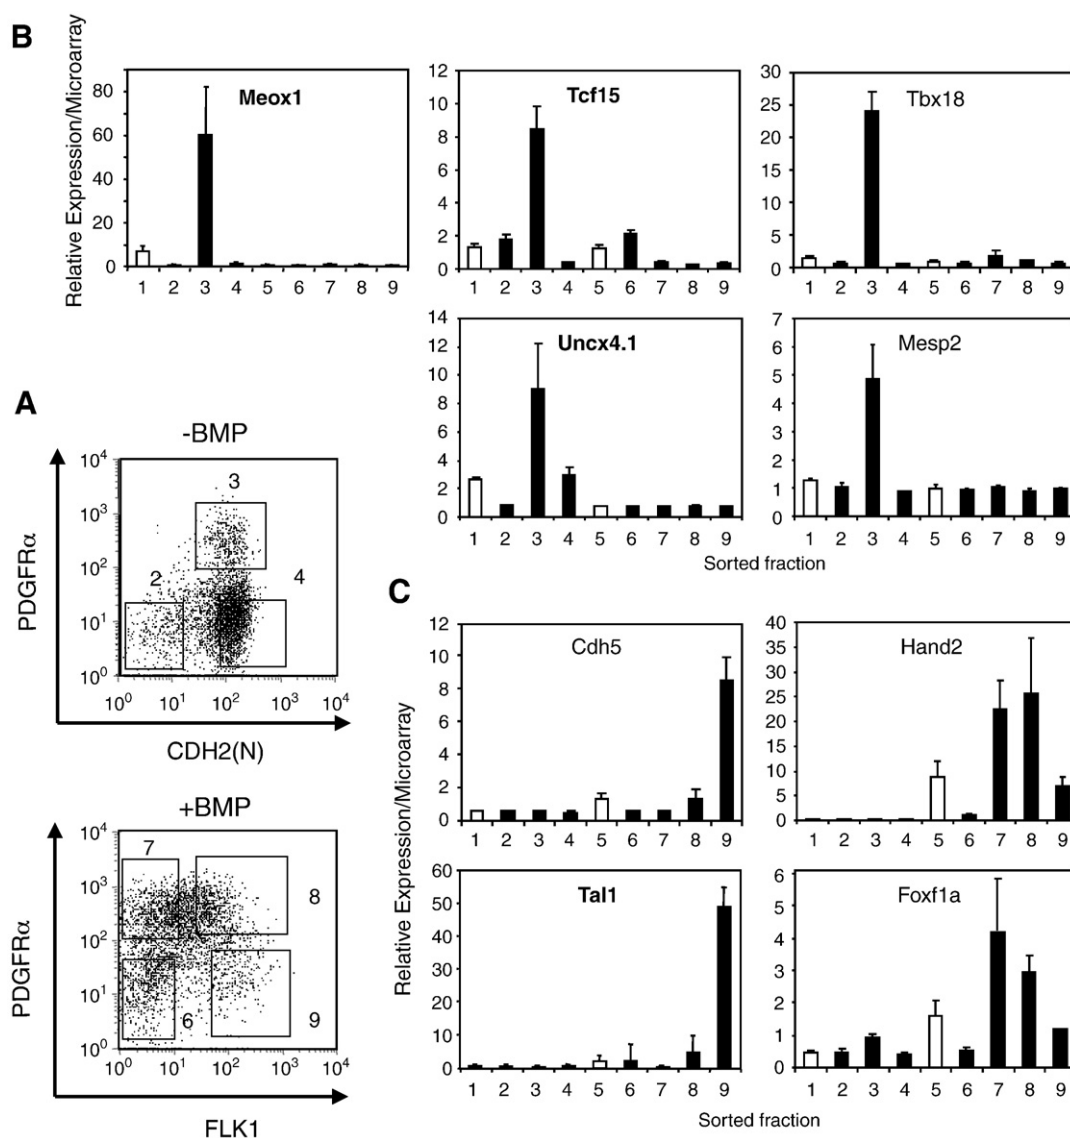 B
Relative Expression/Microarray
Meox1
80
60
40
20
0
1 2 3 4 5 6 7 8 9
Tcf15
12
10
8
6
4
2
0
1 2 3 4 5 6 7 8 9
Tbx18
30
25
20
15
10
5
0
1 2 3 4 5 6 7 8 9
Uncx4.1
14
12
10
8
6
4
2
0
1 2 3 4 5 6 7 8 9
Mesp2
7
6
5
4
3
2
1
0
1 2 3 4 5 6 7 8 9
Sorted fraction
A
-BMP
PDGFRα
10⁴
10³
10²
10¹
10⁰
3
2
4
10⁰ 10¹ 10² 10³ 10⁴
CDH2(N)
+BMP
PDGFRα
10⁴
10³
10²
10¹
10⁰
7
8
6
9
10⁰ 10¹ 10² 10³ 10⁴
FLK1
C
Relative Expression/Microarray
Cdh5
12
10
8
6
4
2
0
1 2 3 4 5 6 7 8 9
Hand2
40
35
30
25
20
15
10
5
0
1 2 3 4 5 6 7 8 9
Tal1
60
50
40
30
20
10
0
1 2 3 4 5 6 7 8 9
Foxf1a
6
5
4
3
2
1
0
1 2 3 4 5 6 7 8 9
Sorted fraction